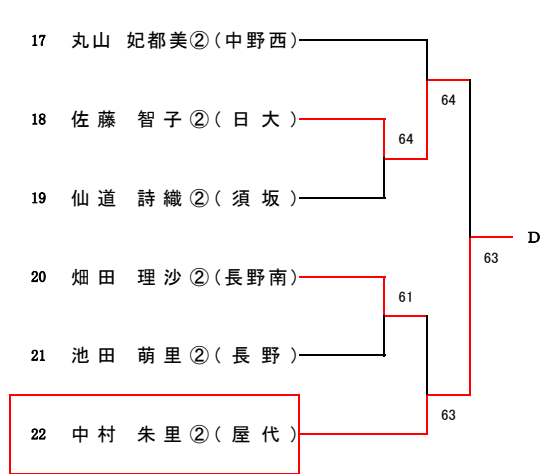 17 丸山 妃都美②(中野西)
64
18 佐藤 智子②(日大)
64
19 仙道 詩織②(須坂)
D
63
20 畑田 理沙②(長野南)
61
21 池田 萌里②(長野)
63
22 中村 朱里②(屋代)